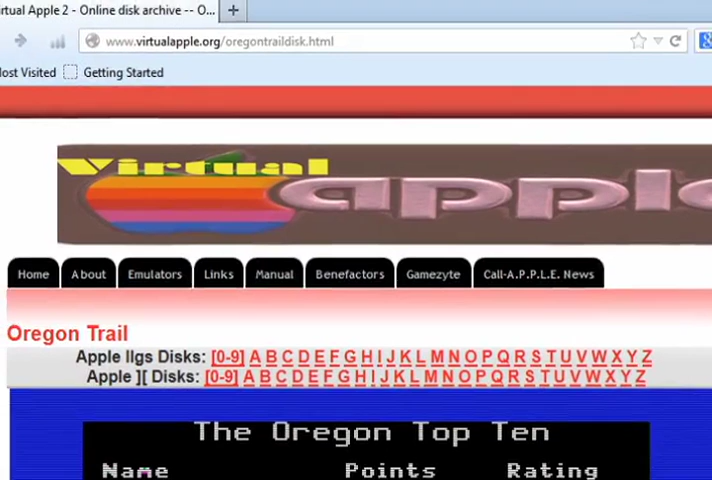 irtual Apple 2 - Online disk archive -- O...
www.virtualapple.org/oregontraildisk.html
ost Visited Getting Started
Virtual apple
Home About Emulators Links Manual Benefactors Gamezyte Call-A.P.P.L.E. News
Oregon Trail
Apple IIgs Disks: [0-9] A B C D E F G H I J K L M N O P Q R S T U V W X Y Z
Apple ][ Disks: [0-9] A B C D E F G H I J K L M N O P Q R S T U V W X Y Z
The Oregon Top Ten
Name Points Rating